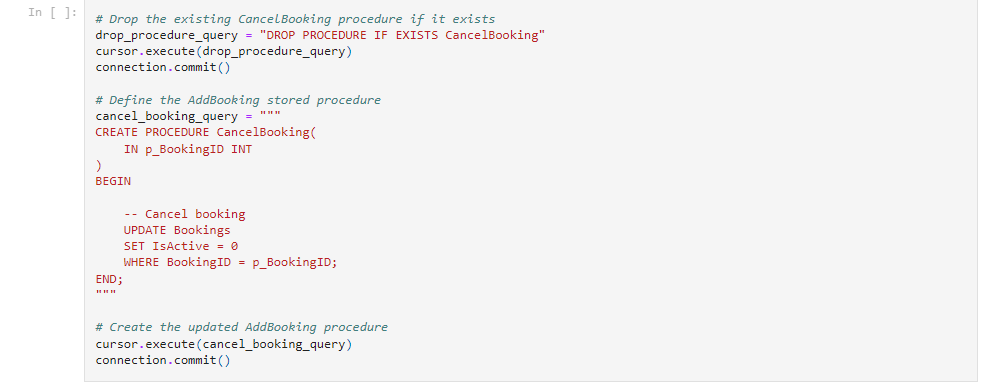 In [ ]:
# Drop the existing CancelBooking procedure if it exists
drop_procedure_query = "DROP PROCEDURE IF EXISTS CancelBooking"
cursor.execute(drop_procedure_query)
connection.commit()

# Define the AddBooking stored procedure
cancel_booking_query = """
CREATE PROCEDURE CancelBooking(
    IN p_BookingID INT
)
BEGIN

    -- Cancel booking
    UPDATE Bookings
    SET IsActive = 0
    WHERE BookingID = p_BookingID;
END;
"""

# Create the updated AddBooking procedure
cursor.execute(cancel_booking_query)
connection.commit()